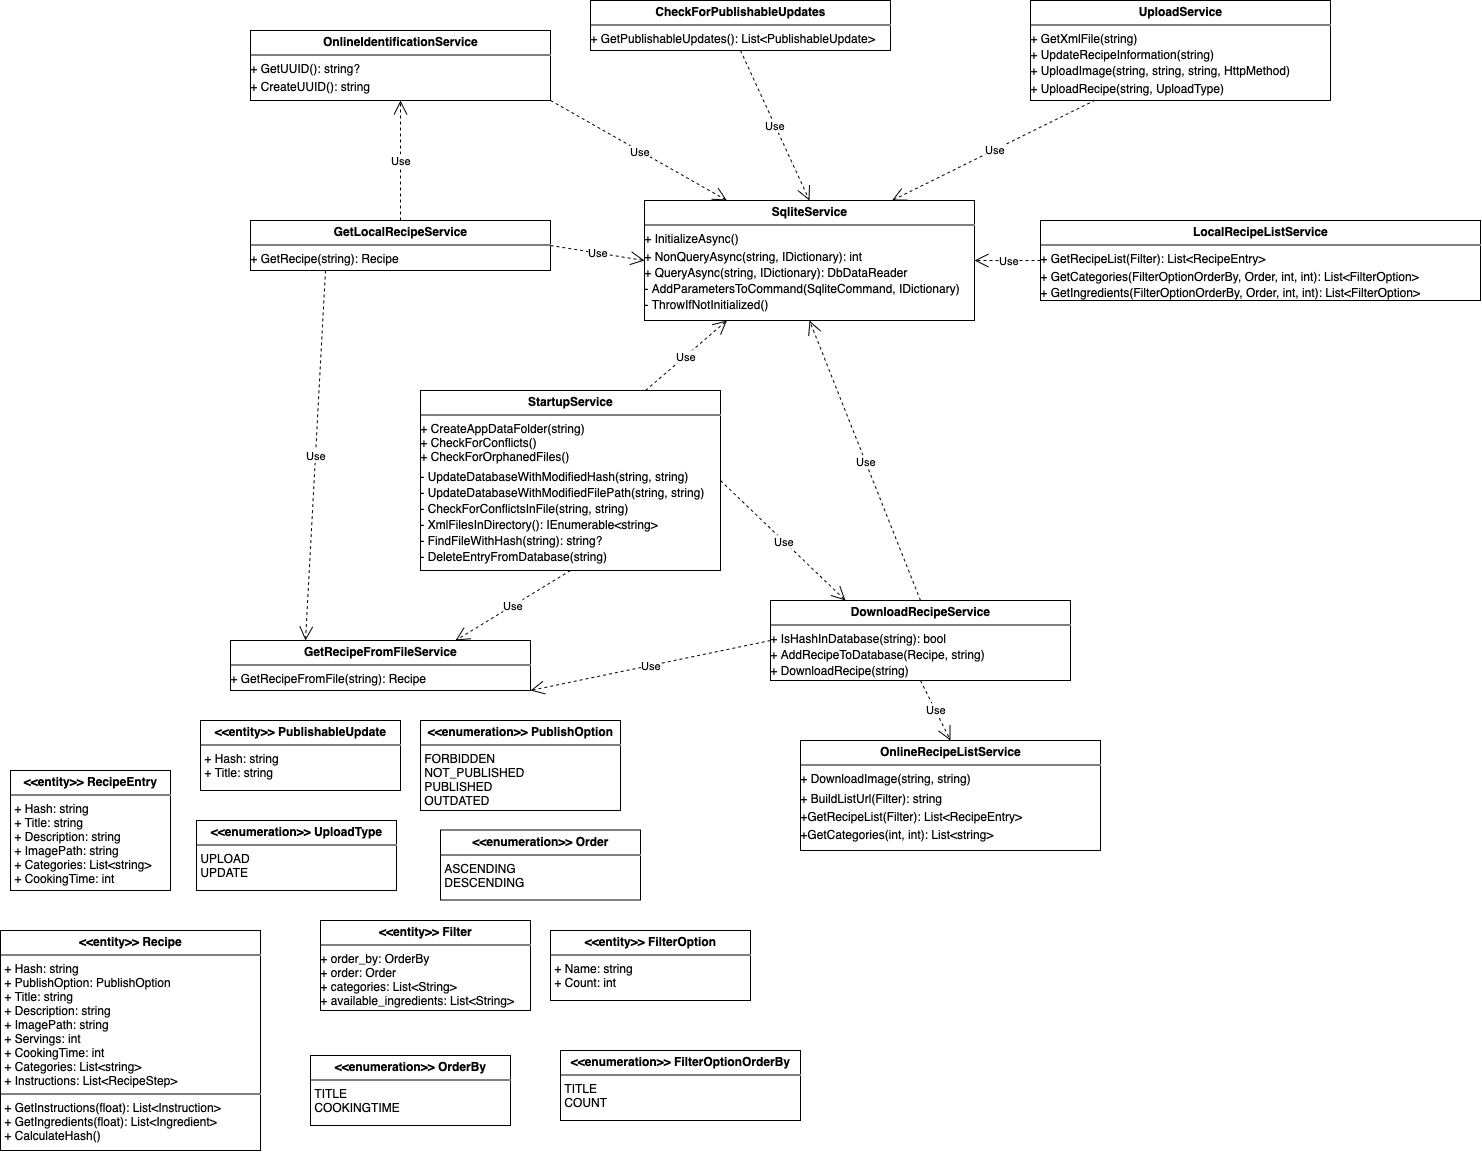 CheckForPublishableUpdates
+ GetPublishableUpdates(): List<PublishableUpdate>
UploadService
+ GetXmlFile(string)
+ UpdateRecipeInformation(string)
+ UploadImage(string, string, string, HttpMethod)
+ UploadRecipe(string, UploadType)
OnlineIdentificationService
+ GetUUID(): string?
+ CreateUUID(): string
Use
Use
Use
Use
SqliteService
+ InitializeAsync()
+ NonQueryAsync(string, IDictionary): int
+ QueryAsync(string, IDictionary): DbDataReader
- AddParametersToCommand(SqliteCommand, IDictionary)
- ThrowIfNotInitialized()
GetLocalRecipeService
+ GetRecipe(string): Recipe
Use
Use
LocalRecipeListService
+ GetRecipeList(Filter): List<RecipeEntry>
+ GetCategories(FilterOptionOrderBy, Order, int, int): List<FilterOption>
+ GetIngredients(FilterOptionOrderBy, Order, int, int): List<FilterOption>
Use
StartupService
+ CreateAppDataFolder(string)
+ CheckForConflicts()
+ CheckForOrphanedFiles()
- UpdateDatabaseWithModifiedHash(string, string)
- UpdateDatabaseWithModifiedFilePath(string, string)
- CheckForConflictsInFile(string, string)
- XmlFilesInDirectory(): IEnumerable<string>
- FindFileWithHash(string): string?
- DeleteEntryFromDatabase(string)
Use
Use
Use
Use
DownloadRecipeService
+ IsHashInDatabase(string): bool
+ AddRecipeToDatabase(Recipe, string)
+ DownloadRecipe(string)
GetRecipeFromFileService
+ GetRecipeFromFile(string): Recipe
Use
Use
OnlineRecipeListService
+ DownloadImage(string, string)
+ BuildListUrl(Filter): string
+GetRecipeList(Filter): List<RecipeEntry>
+GetCategories(int, int): List<string>
<<entity>> PublishableUpdate
+ Hash: string
+ Title: string
<<enumeration>> PublishOption
FORBIDDEN
NOT_PUBLISHED
PUBLISHED
OUTDATED
<<entity>> RecipeEntry
+ Hash: string
+ Title: string
+ Description: string
+ ImagePath: string
+ Categories: List<string>
+ CookingTime: int
<<enumeration>> UploadType
UPLOAD
UPDATE
<<enumeration>> Order
ASCENDING
DESCENDING
<<entity>> Recipe
+ Hash: string
+ PublishOption: PublishOption
+ Title: string
+ Description: string
+ ImagePath: string
+ Servings: int
+ CookingTime: int
+ Categories: List<string>
+ Instructions: List<RecipeStep>
+ GetInstructions(float): List<Instruction>
+ GetIngredients(float): List<Ingredient>
+ CalculateHash()
<<entity>> Filter
+ order_by: OrderBy
+ order: Order
+ categories: List<String>
+ available_ingredients: List<String>
<<entity>> FilterOption
+ Name: string
+ Count: int
<<enumeration>> OrderBy
TITLE
COOKINGTIME
<<enumeration>> FilterOptionOrderBy
TITLE
COUNT